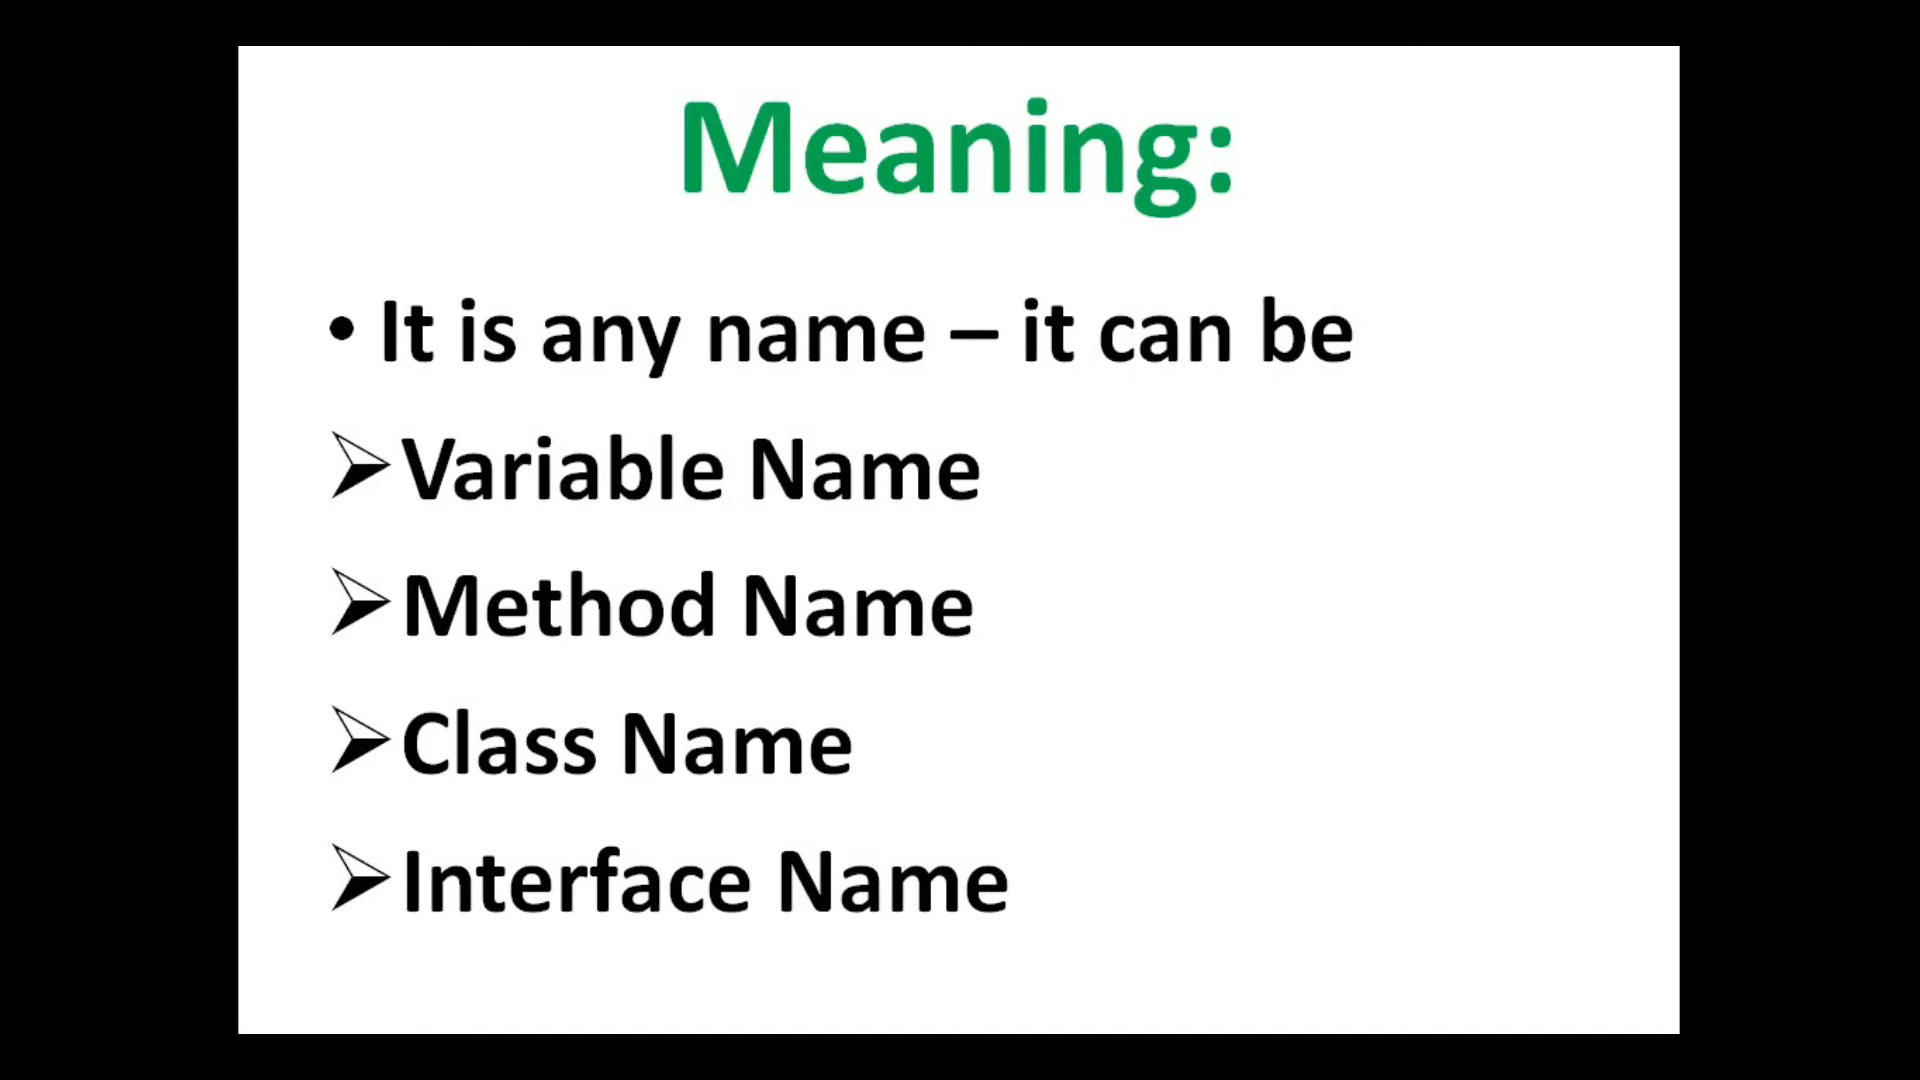 Meaning:
• It is any name – it can be
➢Variable Name
➢Method Name
➢Class Name
➢Interface Name